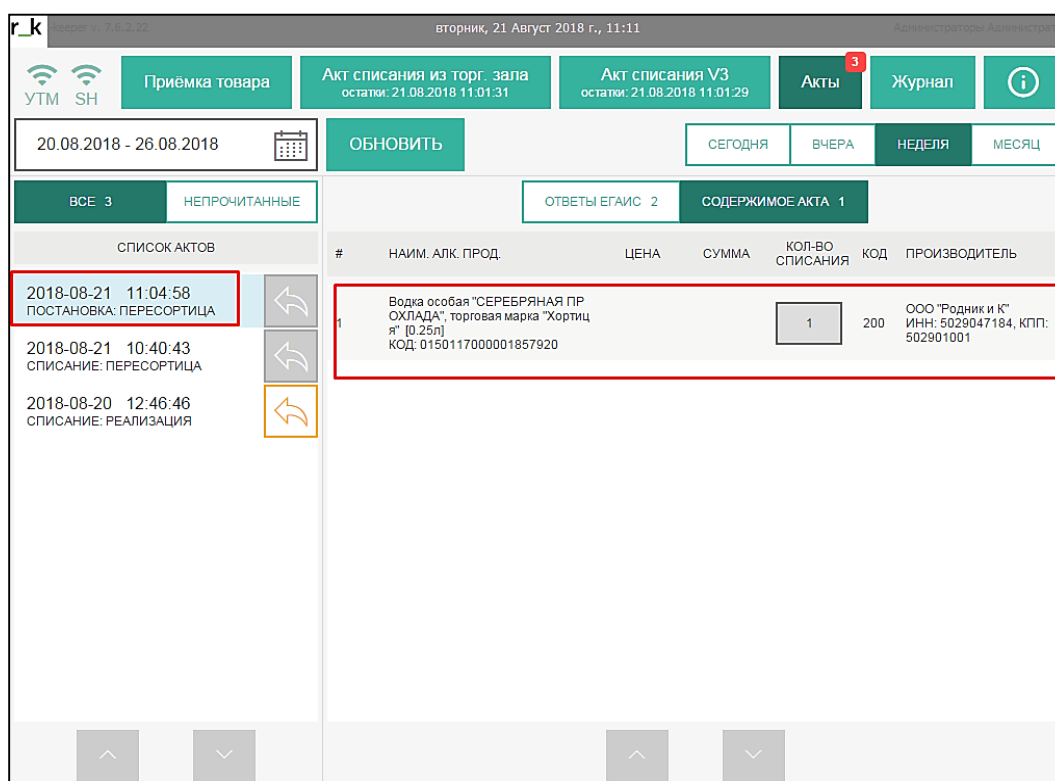 r_k
-keeper v. 7.6.2.22
вторник, 21 Август 2018 г., 11:11
Администраторы Администрат
УТМ
SH
Приёмка товара
Акт списания из торг. зала
остатки: 21.08.2018 11:01:31
Акт списания V3
остатки: 21.08.2018 11:01:29
Акты
3
Журнал
20.08.2018 - 26.08.2018
ОБНОВИТЬ
СЕГОДНЯ
ВЧЕРА
НЕДЕЛЯ
МЕСЯЦ
ВСЕ 3
НЕПРОЧИТАННЫЕ
ОТВЕТЫ ЕГАИС 2
СОДЕРЖИМОЕ АКТА 1
СПИСОК АКТОВ
# НАИМ. АЛК. ПРОД. ЦЕНА СУММА КОЛ-ВО
СПИСАНИЯ КОД ПРОИЗВОДИТЕЛЬ
2018-08-21 11:04:58
ПОСТАНОВКА: ПЕРЕСОРТИЦА
2018-08-21 10:40:43
СПИСАНИЕ: ПЕРЕСОРТИЦА
2018-08-20 12:46:46
СПИСАНИЕ: РЕАЛИЗАЦИЯ
1
Водка особая "СЕРЕБРЯНАЯ ПР
ОХЛАДА", торговая марка "Хортиц
я" [0.25л]
КОД: 0150117000001857920
1
200
ООО "Родник и К"
ИНН: 5029047184, КПП:
502901001